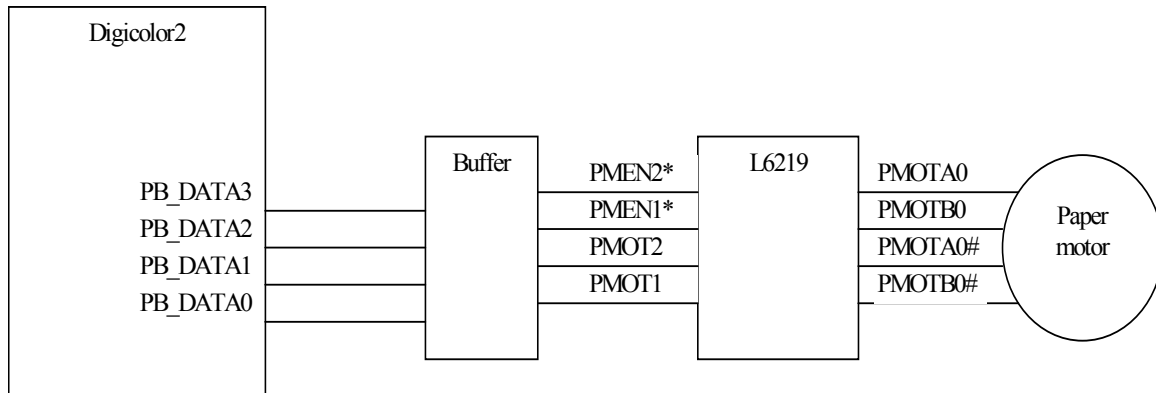 Digicolor2
PB_DATA3
PB_DATA2
PB_DATA1
PB_DATA0
Buffer
PMEN2*
PMEN1*
PMOT2
PMOT1
L6219
PMOTA0
PMOTB0
PMOTA0#
PMOTB0#
Paper
motor